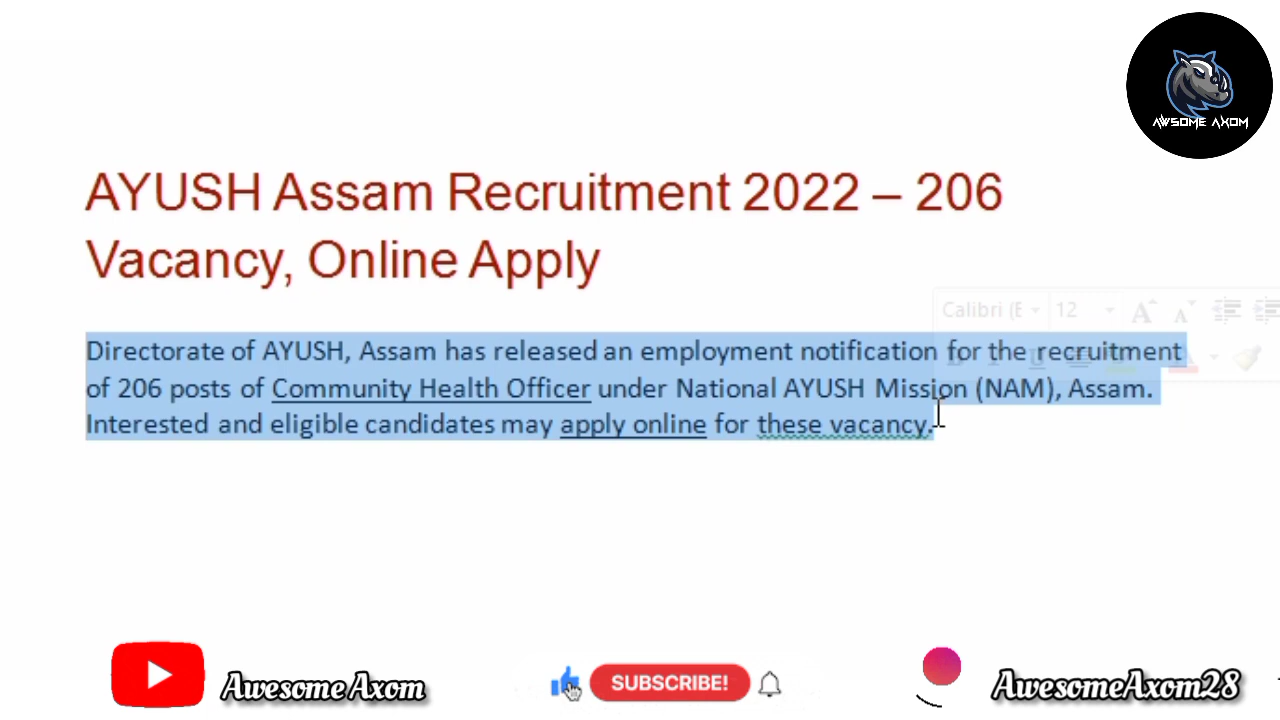 AWSOME AXOM
AYUSH Assam Recruitment 2022 – 206
Vacancy, Online Apply
Calibri (E 12
Directorate of AYUSH, Assam has released an employment notification for the recruitment
of 206 posts of Community Health Officer under National AYUSH Mission (NAM), Assam.
Interested and eligible candidates may apply online for these vacancy.
Awesome Axom
SUBSCRIBE!
AwesomeAxom28